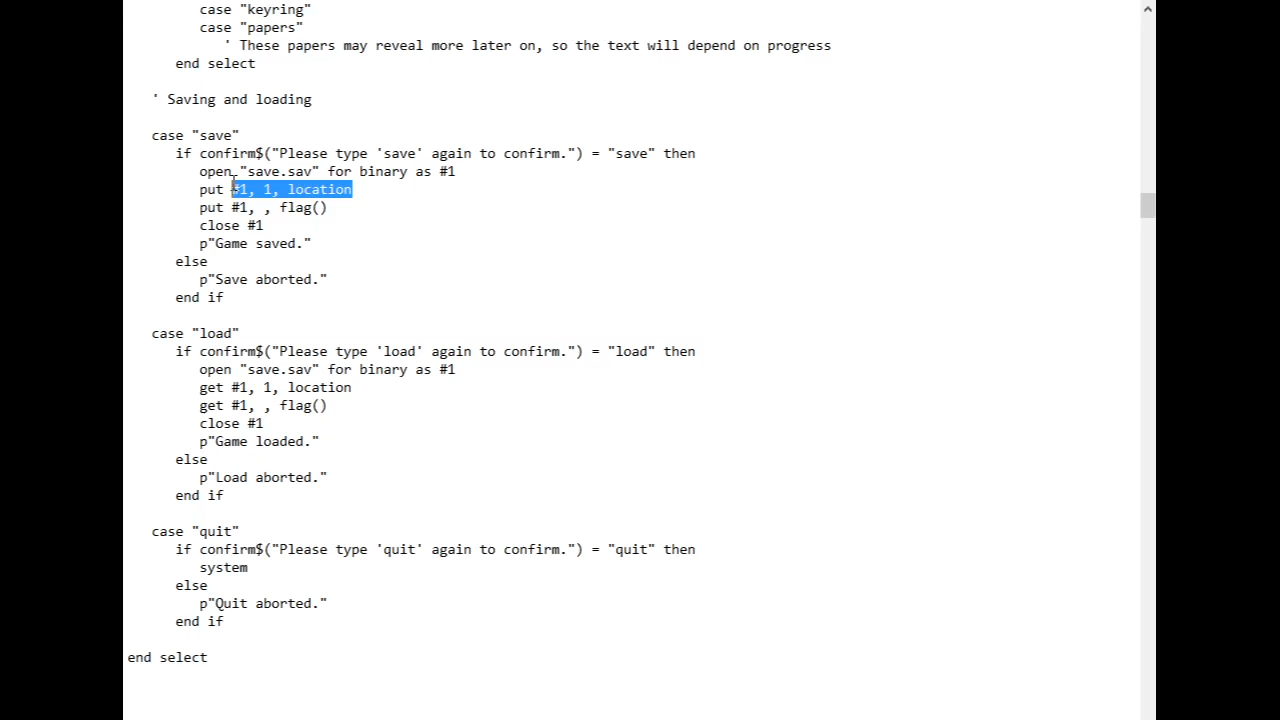 case "keyring"
case "papers"
' These papers may reveal more later on, so the text will depend on progress
end select
' Saving and loading
case "save"
if confirm$("Please type 'save' again to confirm.") = "save" then
open "save.sav" for binary as #1
put #1, 1, location
put #1, , flag()
close #1
p"Game saved."
else
p"Save aborted."
end if
case "load"
if confirm$("Please type 'load' again to confirm.") = "load" then
open "save.sav" for binary as #1
get #1, 1, location
get #1, , flag()
close #1
p"Game loaded."
else
p"Load aborted."
end if
case "quit"
if confirm$("Please type 'quit' again to confirm.") = "quit" then
system
else
p"Quit aborted."
end if
end select